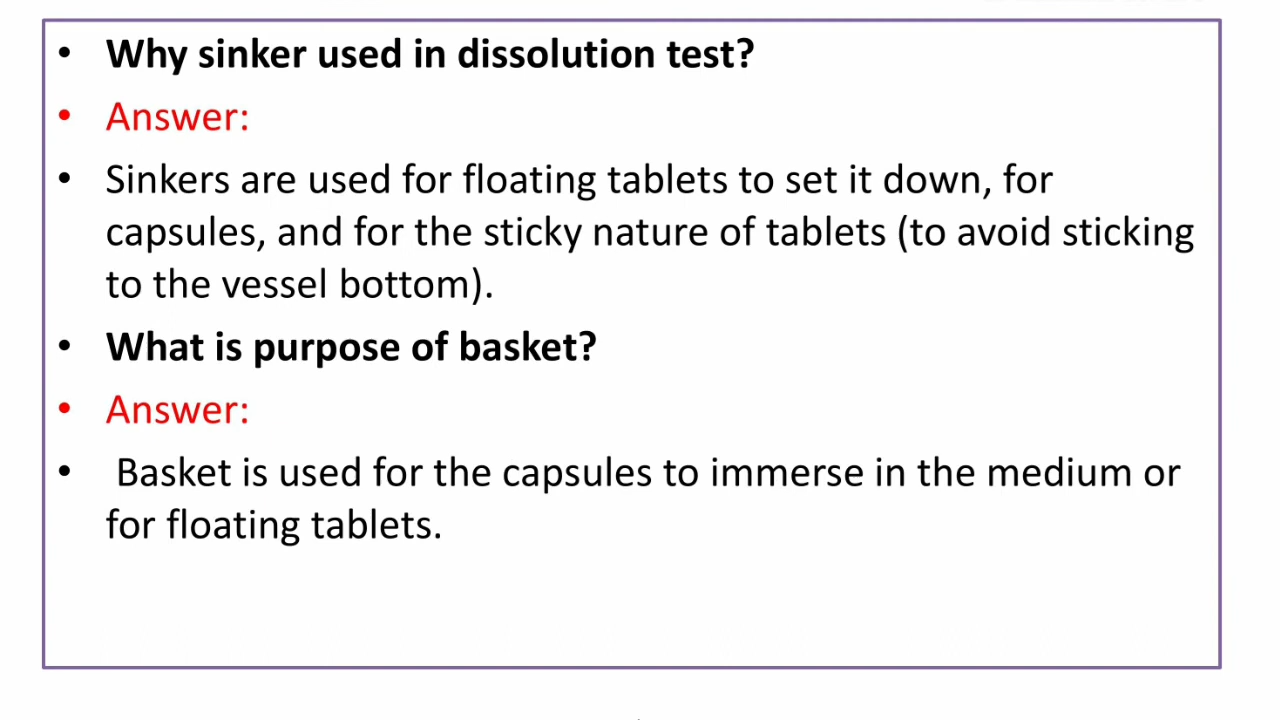 • Why sinker used in dissolution test?
• Answer:
• Sinkers are used for floating tablets to set it down, for
capsules, and for the sticky nature of tablets (to avoid sticking
to the vessel bottom).
• What is purpose of basket?
• Answer:
• Basket is used for the capsules to immerse in the medium or
for floating tablets.